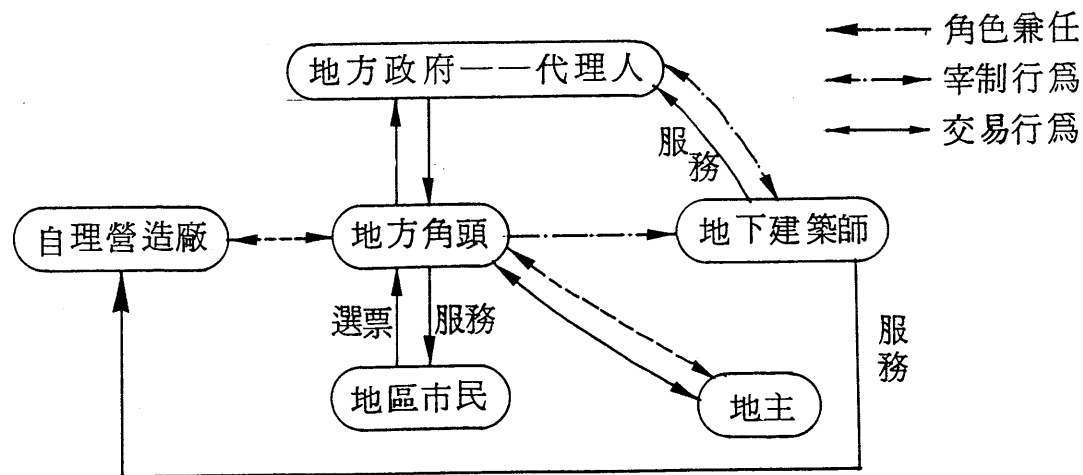 角色兼任
宰制行爲
交易行爲
地方政府——代理人
服務
自理營造廠
地方角頭
地下建築師
選票
服務
服務
地區市民
地主